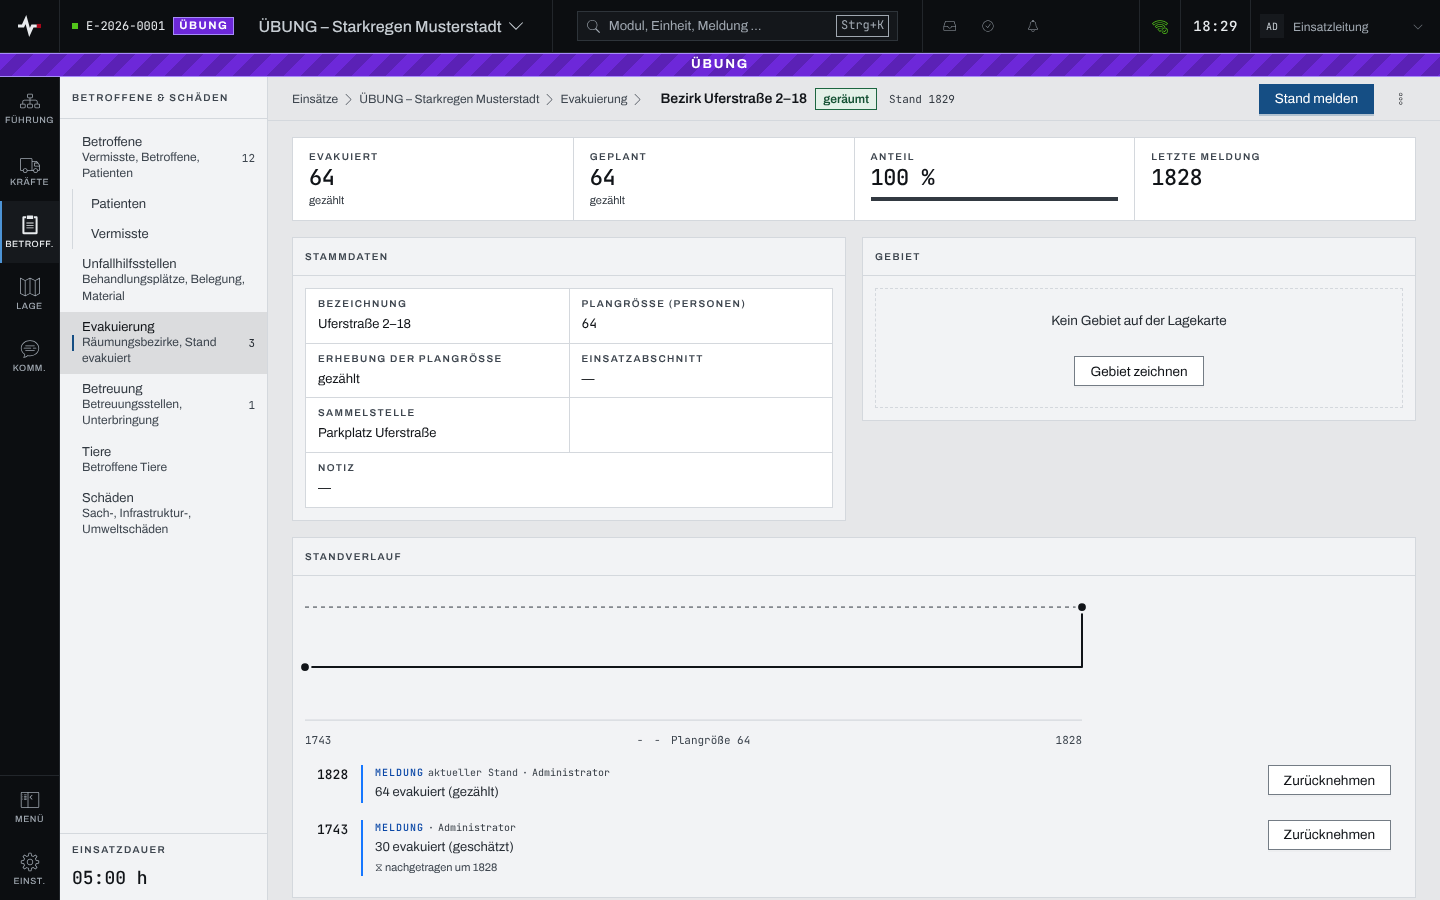 E-2026-0001 ÜBUNG ÜBUNG – Starkregen Musterstadt Modul, Einheit, Meldung ... Strg+K 18:29 AD Einsatzleitung
ÜBUNG
FÜHRUNG
KRÄFTE
BETROFF.
LAGE
KOMM.
MENÜ
EINST.
BETROFFENE & SCHÄDEN
Betroffene
Vermisste, Betroffene, 12
Patienten
Patienten
Vermisste
Unfallhilfsstellen
Behandlungsplätze, Belegung,
Material
Evakuierung
Räumungsbezirke, Stand 3
evakuiert
Betreuung
Betreuungsstellen, 1
Unterbringung
Tiere
Betroffene Tiere
Schäden
Sach-, Infrastruktur-,
Umweltschäden
EINSATZDAUER
05:00 h
Einsätze ÜBUNG – Starkregen Musterstadt Evakuierung Bezirk Uferstraße 2–18 geräumt Stand 1829 Stand melden
EVAKUIERT
64
gezählt
GEPLANT
64
gezählt
ANTEIL
100 %
LETZTE MELDUNG
1828
STAMMDATEN
BEZEICHNUNG
Uferstraße 2–18
PLANGRÖSSE (PERSONEN)
64
ERHEBUNG DER PLANGRÖSSE
gezählt
EINSATZABSCHNITT
—
SAMMELSTELLE
Parkplatz Uferstraße
NOTIZ
—
GEBIET
Kein Gebiet auf der Lagekarte
Gebiet zeichnen
STANDVERLAUF
1743 - - Plangröße 64 1828
1828 MELDUNG aktueller Stand · Administrator
64 evakuiert (gezählt)
Zurücknehmen
1743 MELDUNG · Administrator
30 evakuiert (geschätzt)
⧖ nachgetragen um 1828
Zurücknehmen